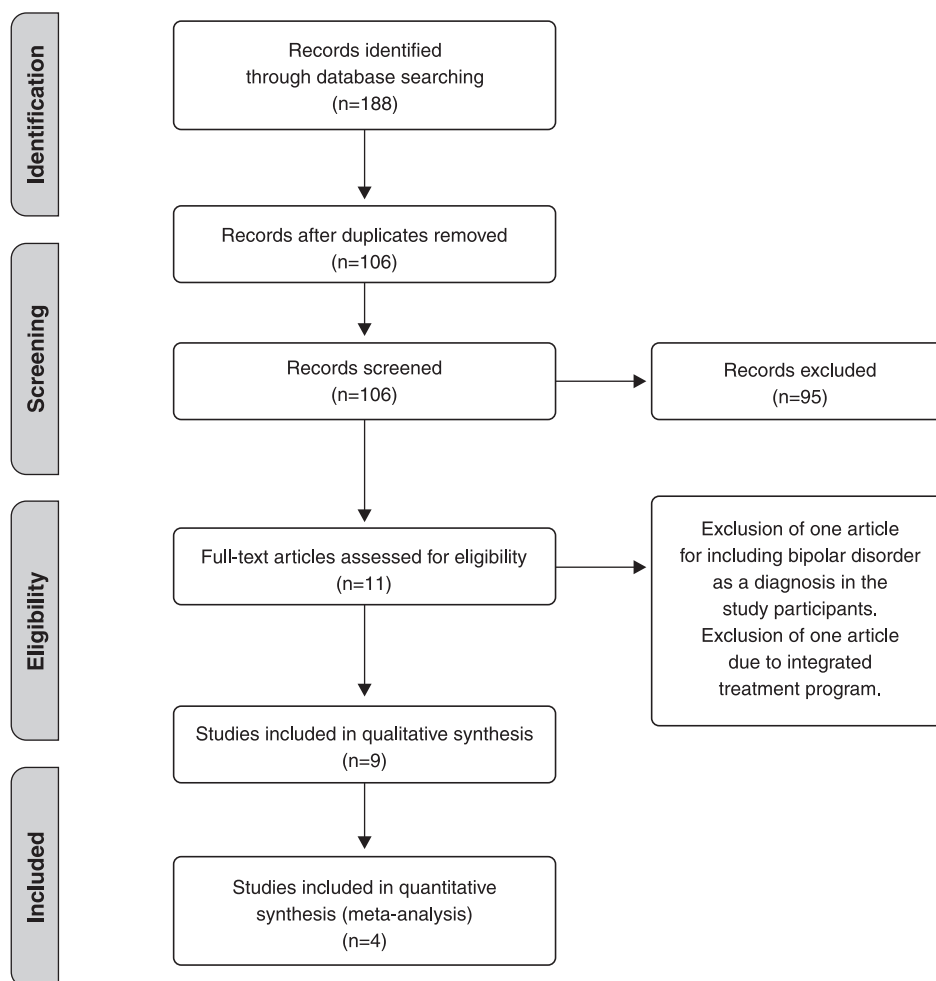 Identification
Records identified
through database searching
(n=188)
Records after duplicates removed
(n=106)
Screening
Records screened
(n=106)
Records excluded
(n=95)
Eligibility
Full-text articles assessed for eligibility
(n=11)
Exclusion of one article
for including bipolar disorder
as a diagnosis in the
study participants.
Exclusion of one article
due to integrated
treatment program.
Studies included in qualitative synthesis
(n=9)
Included
Studies included in quantitative
synthesis (meta-analysis)
(n=4)